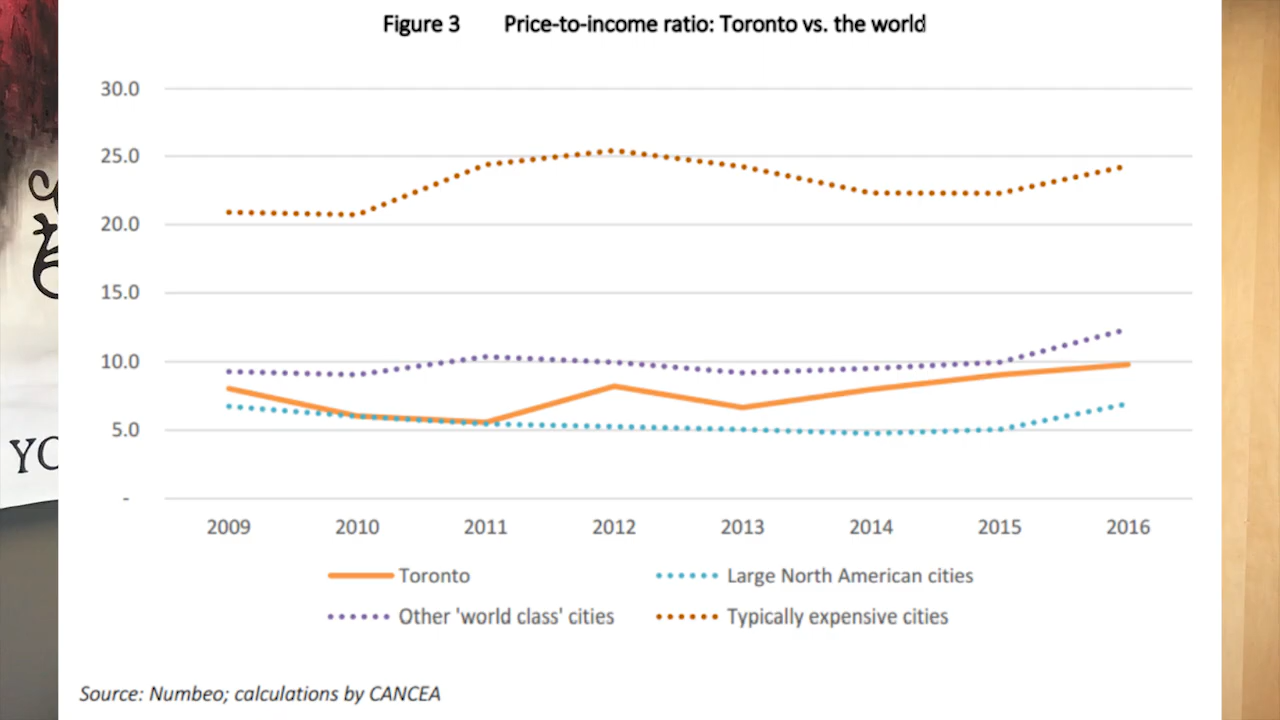 Figure 3 Price-to-income ratio: Toronto vs. the world
30.0
25.0
20.0
15.0
10.0
5.0
-
2009 2010 2011 2012 2013 2014 2015 2016
Toronto Large North American cities
Other 'world class' cities Typically expensive cities
Source: Numbeo; calculations by CANCEA
YO